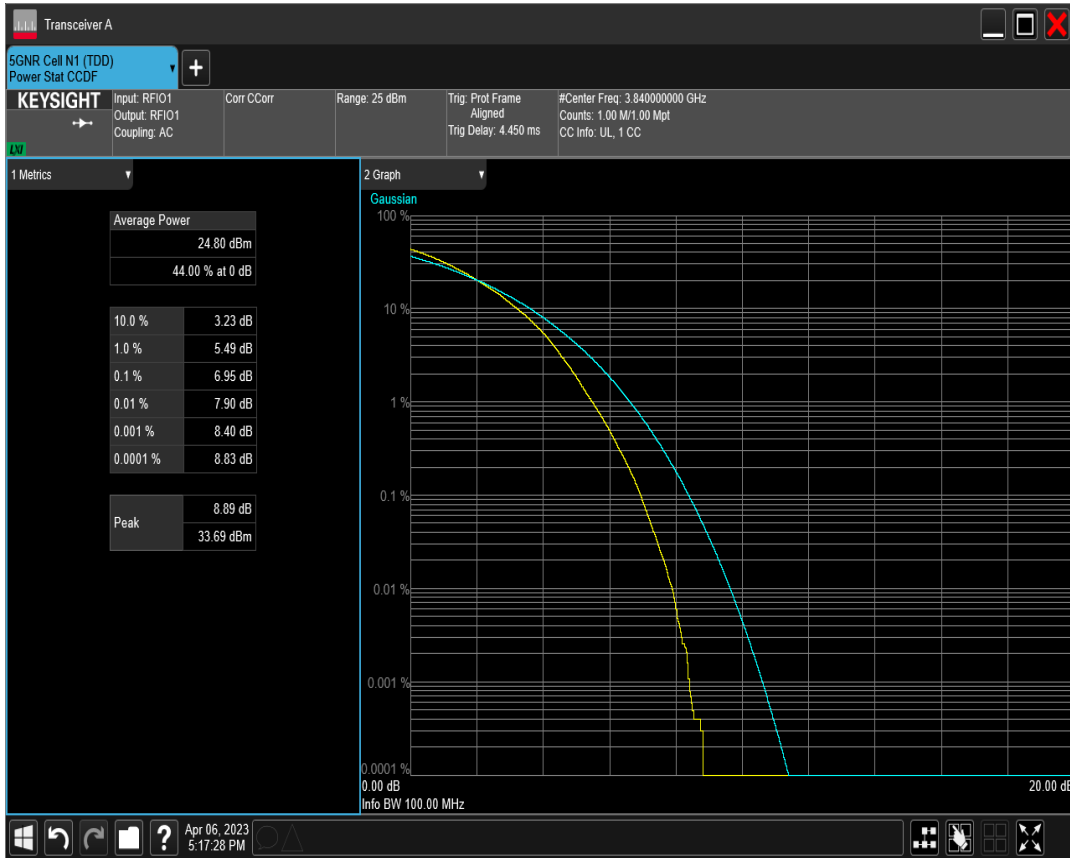 Transceiver A
5GNR Cell N1 (TDD)
Power Stat CCDF
+
KEYSIGHT
LXI
Input: RFIO1
Output: RFIO1
Coupling: AC
Corr CCorr
Range: 25 dBm
Trig: Prot Frame
Aligned
Trig Delay: 4.450 ms
#Center Freq: 3.840000000 GHz
Counts: 1.00 M/1.00 Mpt
CC Info: UL, 1 CC
1 Metrics
Average Power
24.80 dBm
44.00 % at 0 dB
10.0 % 3.23 dB
1.0 % 5.49 dB
0.1 % 6.95 dB
0.01 % 7.90 dB
0.001 % 8.40 dB
0.0001 % 8.83 dB
Peak
8.89 dB
33.69 dBm
2 Graph
Gaussian
100 %
10 %
1 %
0.1 %
0.01 %
0.001 %
0.0001 %
0.00 dB
20.00 dB
Info BW 100.00 MHz
?
Apr 06, 2023
5:17:28 PM